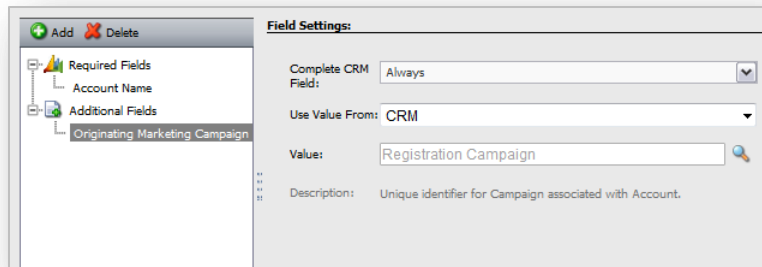 Add Delete
Required Fields
Account Name
Additional Fields
Originating Marketing Campaign
Field Settings:
Complete CRM
Field:
Always
Use Value From: CRM
Value: Registration Campaign
Description: Unique identifier for Campaign associated with Account.